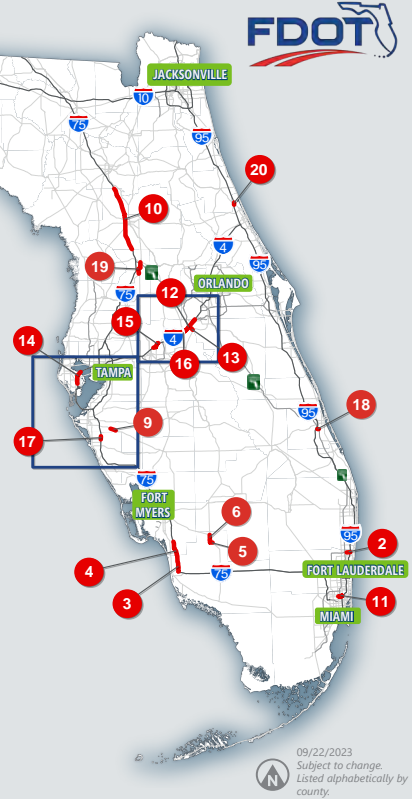 FDOT
JACKSONVILLE
10
75
95
20
10
4
19
95
ORLANDO
75
12
15
4
14
TAMPA
16
13
9
95
18
17
75
FORT
MYERS
6
5
95
2
4
75
FORT LAUDERDALE
3
11
MIAMI
09/22/2023
Subject to change.
Listed alphabetically by
county.
N